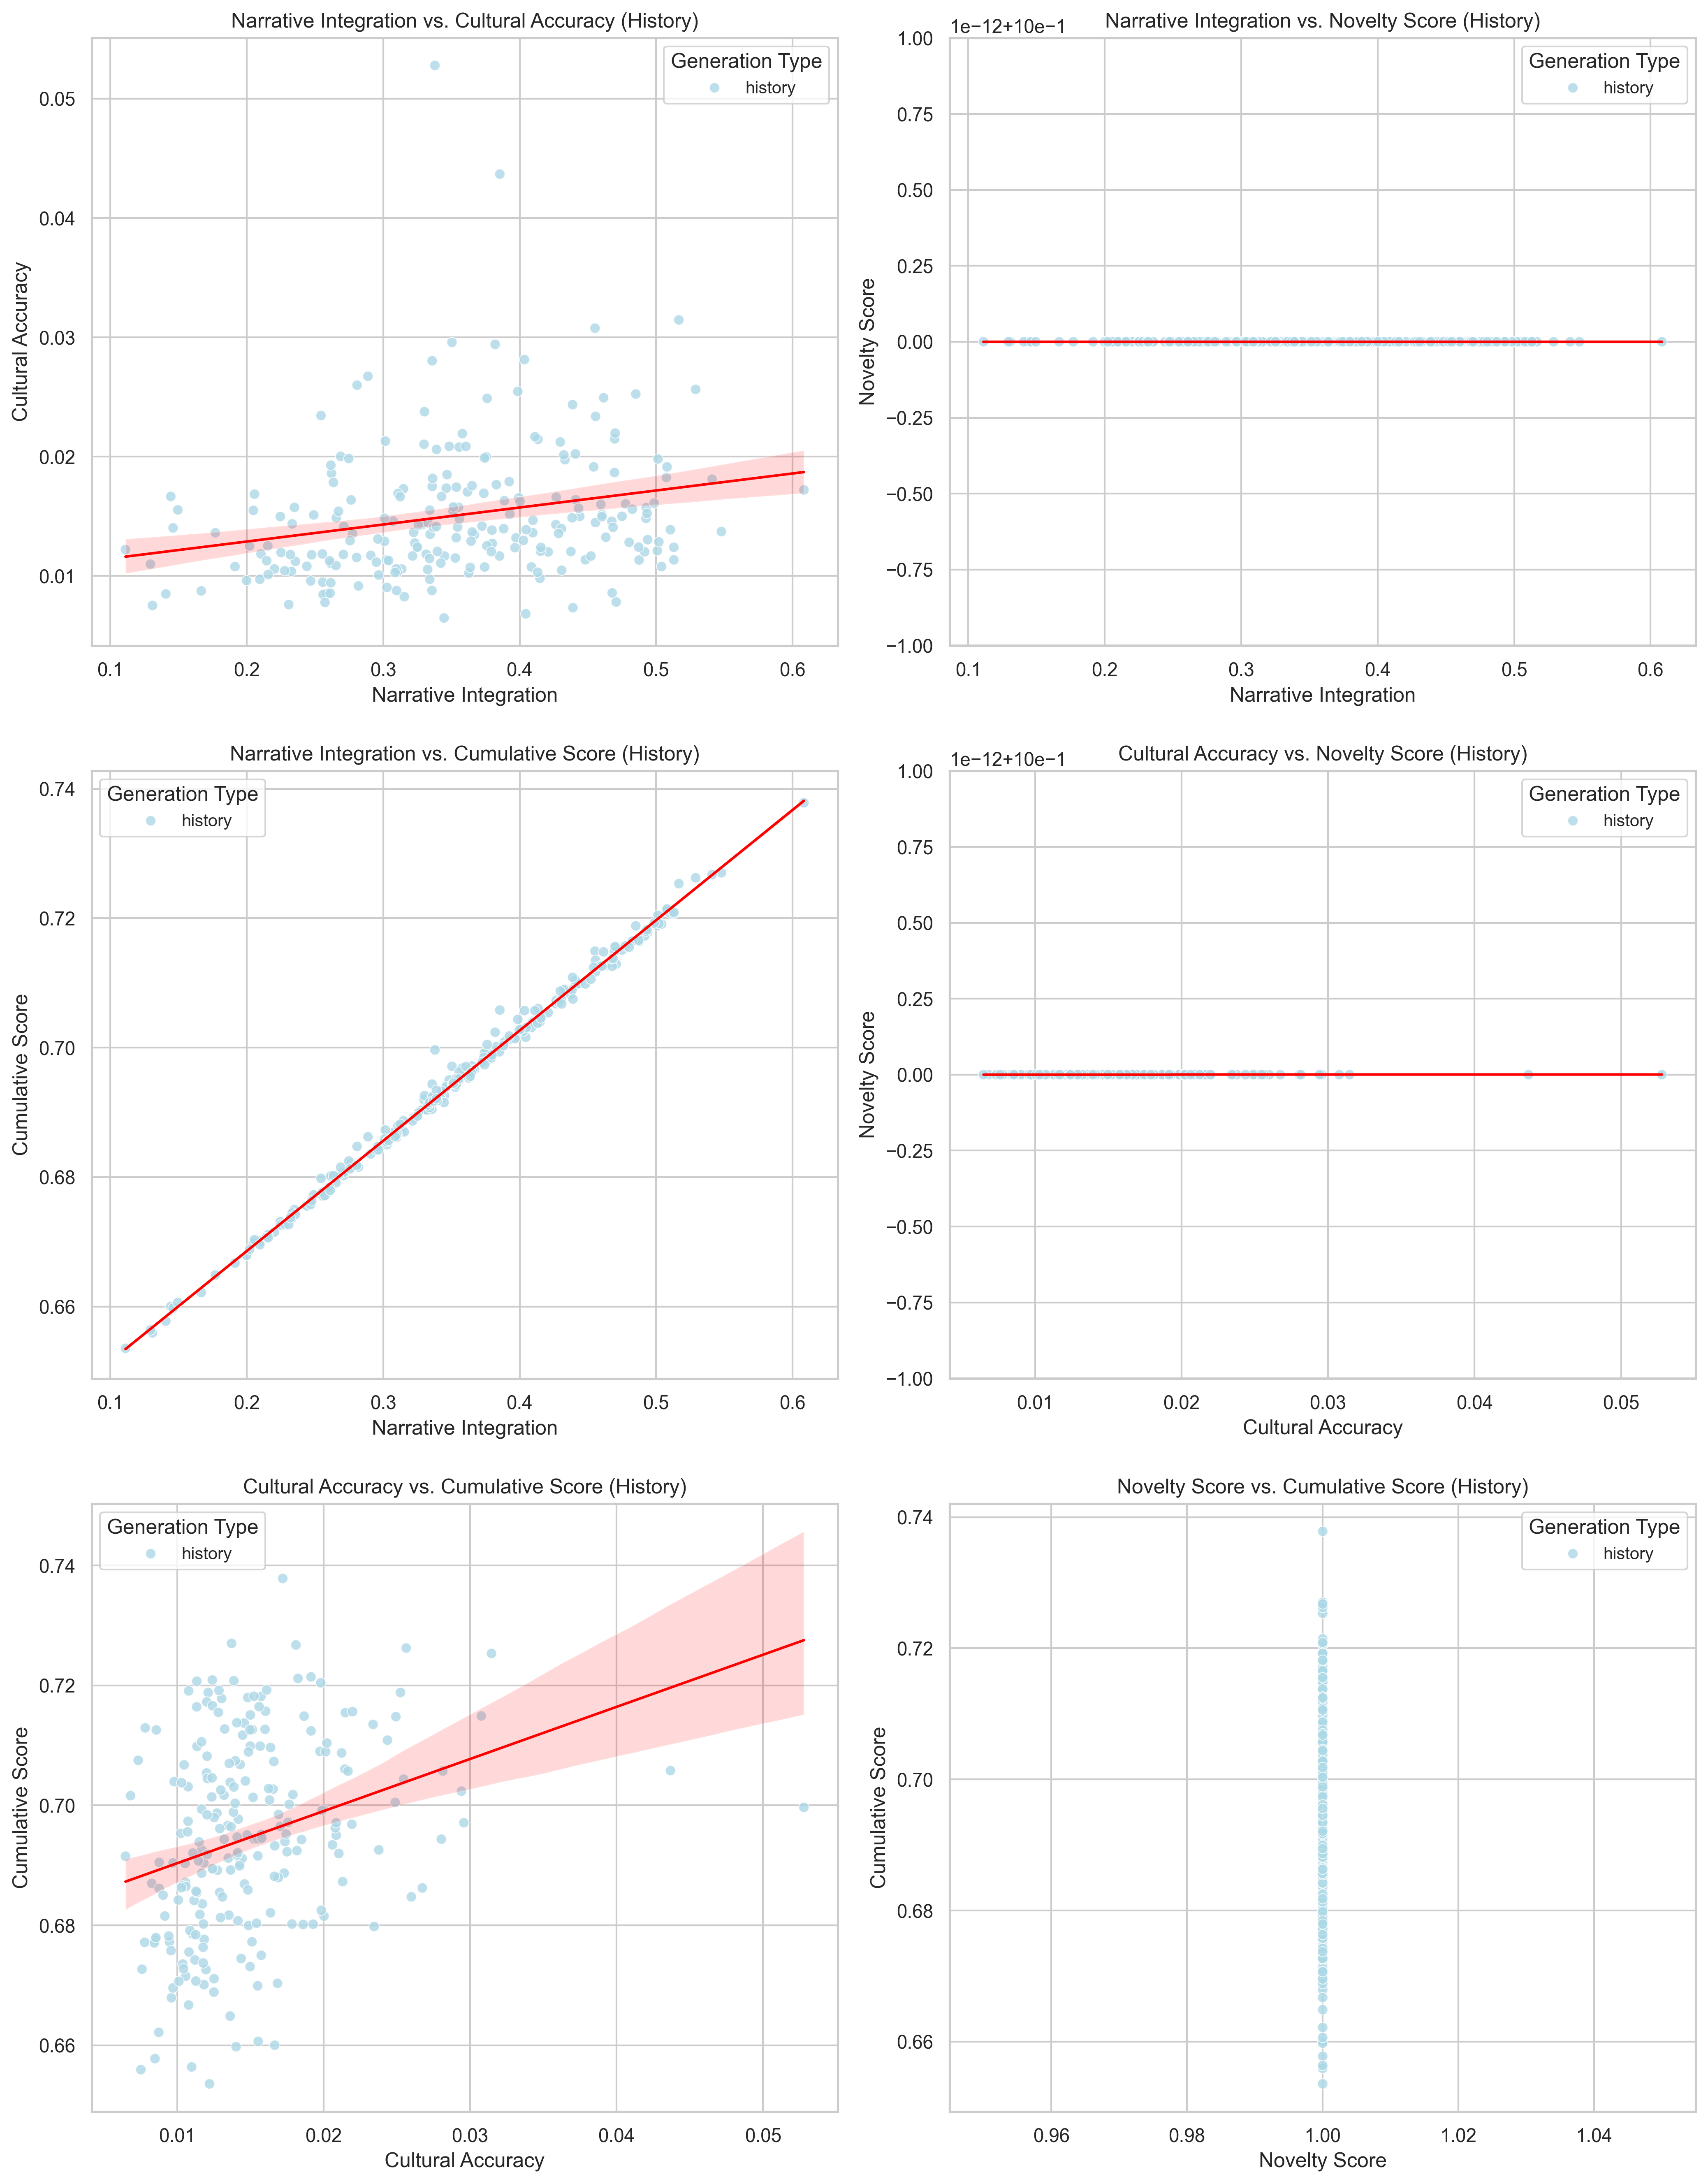 Narrative Integration vs. Cultural Accuracy (History)
Generation Type
history
0.05
0.04
0.03
0.02
0.01
Cultural Accuracy
0.1 0.2 0.3 0.4 0.5 0.6
Narrative Integration
1e−12+10e−1
Narrative Integration vs. Novelty Score (History)
Generation Type
history
1.00
0.75
0.50
0.25
0.00
−0.25
−0.50
−0.75
−1.00
Novelty Score
0.1 0.2 0.3 0.4 0.5 0.6
Narrative Integration
Narrative Integration vs. Cumulative Score (History)
Generation Type
history
0.74
0.72
0.70
0.68
0.66
Cumulative Score
0.1 0.2 0.3 0.4 0.5 0.6
Narrative Integration
1e−12+10e−1
Cultural Accuracy vs. Novelty Score (History)
Generation Type
history
1.00
0.75
0.50
0.25
0.00
−0.25
−0.50
−0.75
−1.00
Novelty Score
0.01 0.02 0.03 0.04 0.05
Cultural Accuracy
Cultural Accuracy vs. Cumulative Score (History)
Generation Type
history
0.74
0.72
0.70
0.68
0.66
Cumulative Score
0.01 0.02 0.03 0.04 0.05
Cultural Accuracy
Novelty Score vs. Cumulative Score (History)
Generation Type
history
0.74
0.72
0.70
0.68
0.66
Cumulative Score
0.96 0.98 1.00 1.02 1.04
Novelty Score